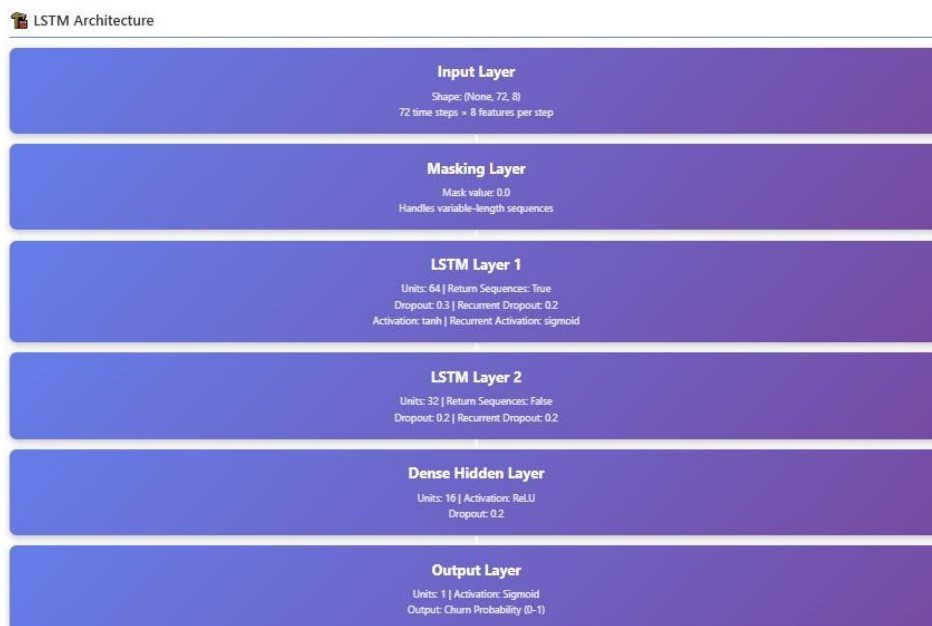 LSTM Architecture
Input Layer
Shape: (None, 72, 8)
72 time steps × 8 features per step
Masking Layer
Mask value: 0.0
Handles variable-length sequences
LSTM Layer 1
Units: 64 | Return Sequences: True
Dropout: 0.3 | Recurrent Dropout: 0.2
Activation: tanh | Recurrent Activation: sigmoid
LSTM Layer 2
Units: 32 | Return Sequences: False
Dropout: 0.2 | Recurrent Dropout: 0.2
Dense Hidden Layer
Units: 16 | Activation: ReLU
Dropout: 0.2
Output Layer
Units: 1 | Activation: Sigmoid
Output: Churn Probability (0-1)